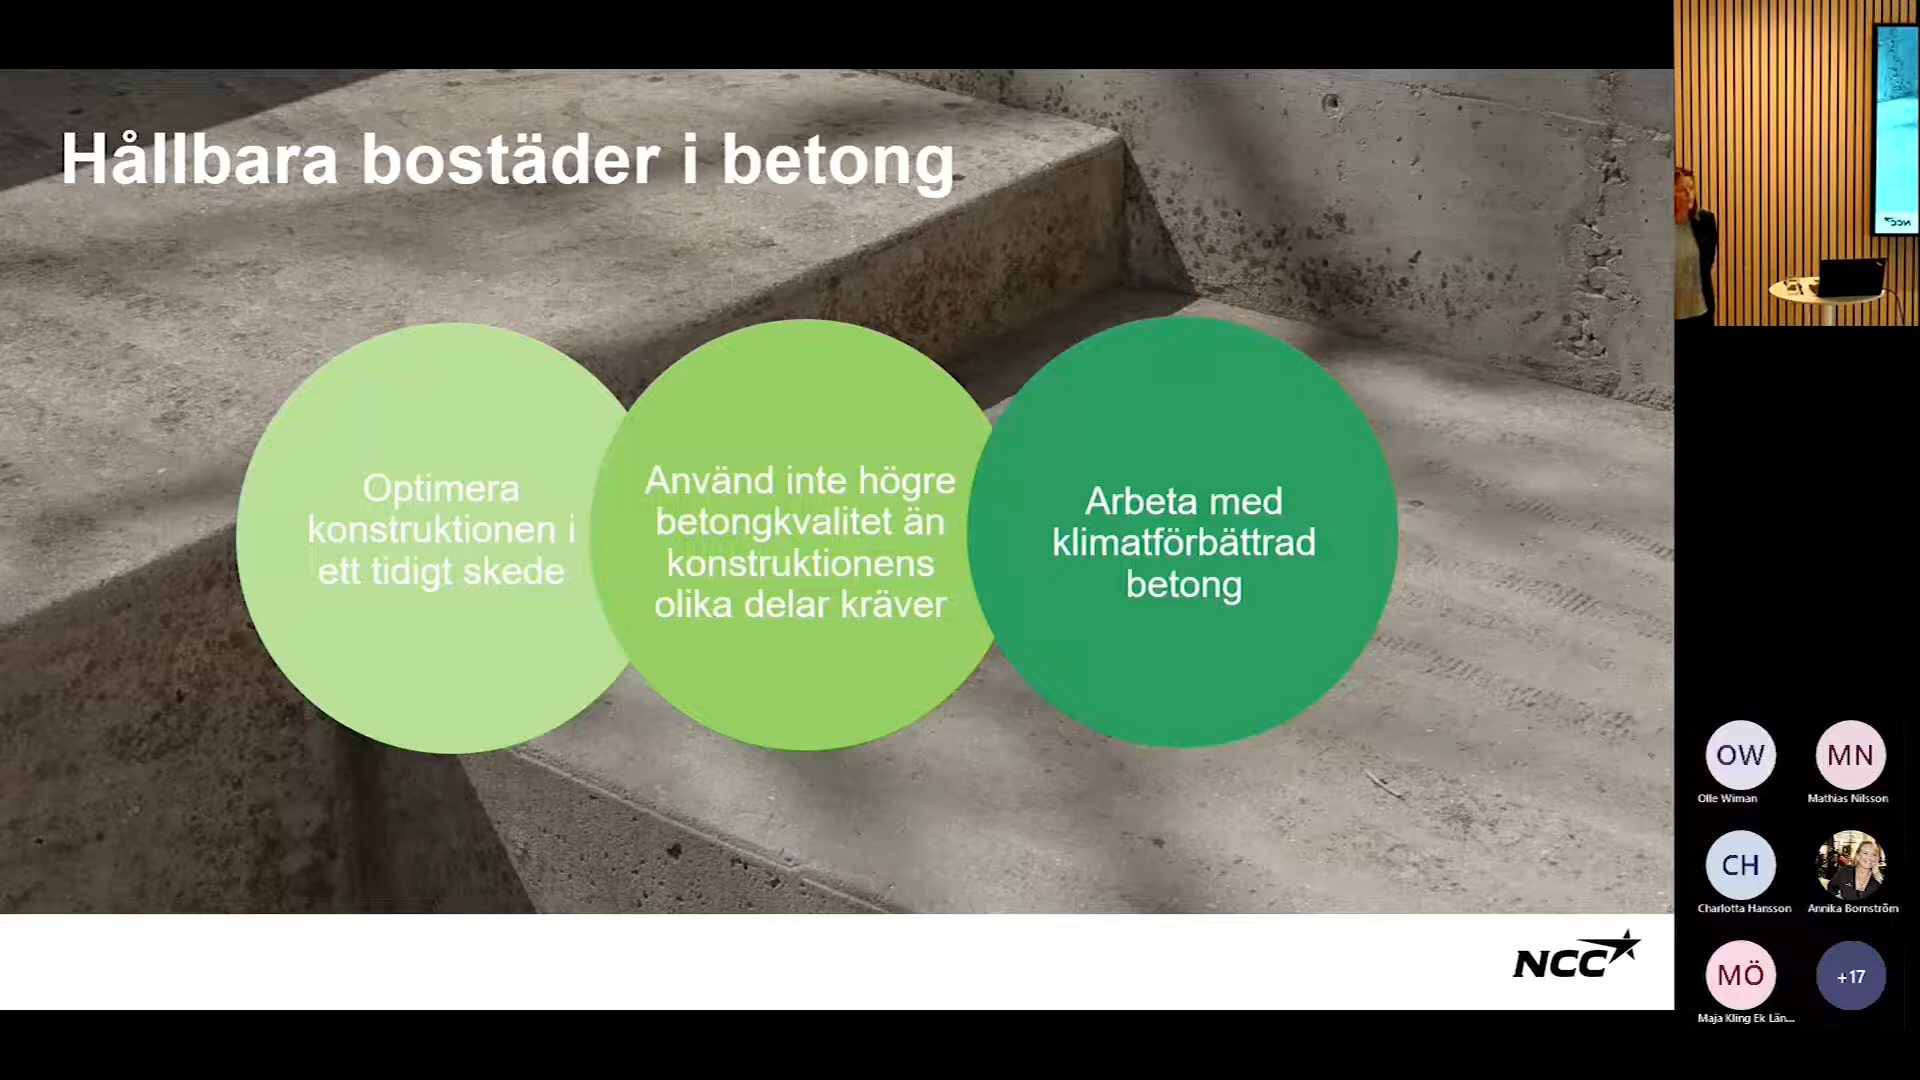 Hållbara bostäder i betong
Optimera
konstruktionen i
ett tidigt skede
Använd inte högre
betongkvalitet än
konstruktionens
olika delar kräver
Arbeta med
klimatförbättrad
betong
NCC
NCC
OW
Olle Wiman
MN
Mathias Nilsson
CH
Charlotta Hansson
Annika Bornström
MÖ
Maja Kling Ek Län...
+17